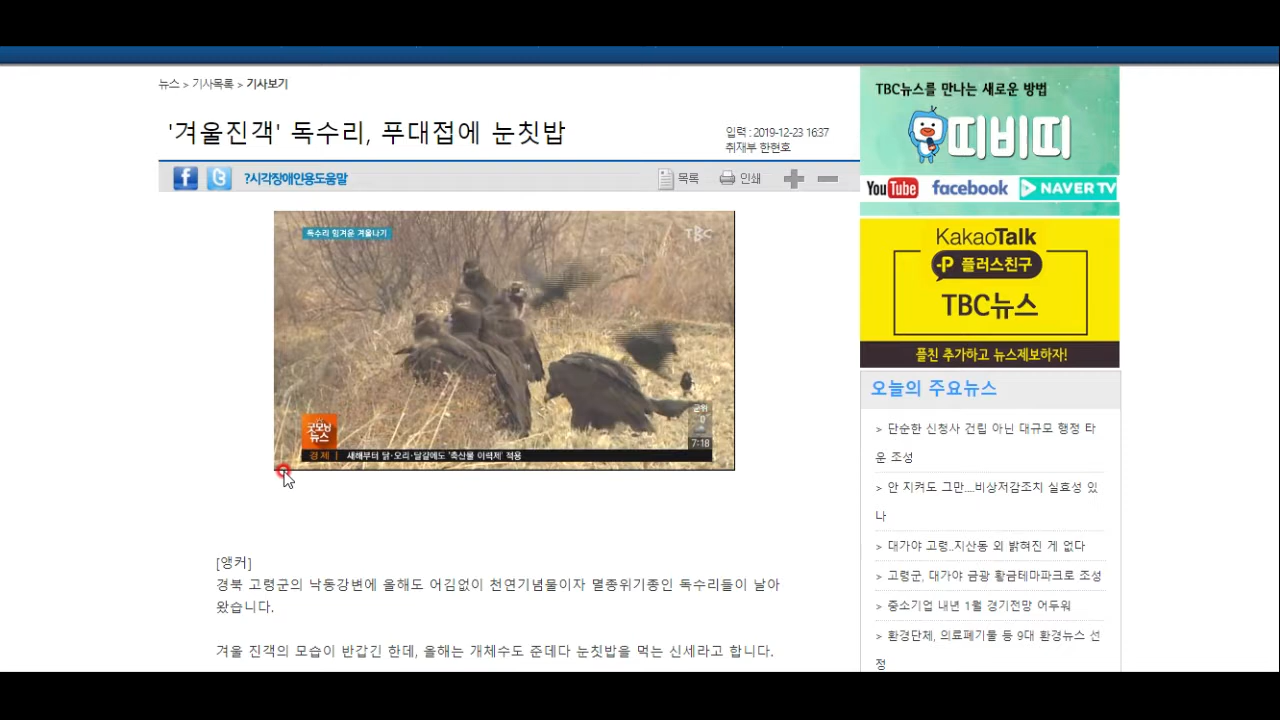 뉴스 > 기사목록 > 기사보기
'겨울진객' 독수리, 푸대접에 눈칫밥
입력 : 2019-12-23 16:37
취재부 한현호
?시각장애인용도움말
목록
인쇄
독수리 힘겨운 겨울나기
TBC
군위
0
굿모닝
뉴스
7:18
경제 | 새해부터 닭·오리·달걀에도 '축산물 이력제' 적용
[앵커]
경북 고령군의 낙동강변에 올해도 어김없이 천연기념물이자 멸종위기종인 독수리들이 날아
왔습니다.
겨울 진객의 모습이 반갑긴 한데, 올해는 개체수도 준데다 눈칫밥을 먹는 신세라고 합니다.
TBC뉴스를 만나는 새로운 방법
띠비띠
YouTube facebook NAVER TV
KakaoTalk
P 플러스친구
TBC뉴스
플친 추가하고 뉴스제보하자!
오늘의 주요뉴스
> 단순한 신청사 건립 아닌 대규모 행정 타
운 조성
> 안 지켜도 그만....비상저감조치 실효성 있
나
> 대가야 고령..지산동 외 밝혀진 게 없다
> 고령군, 대가야 금광 황금테마파크로 조성
> 중소기업 내년 1월 경기전망 어두워
> 환경단체, 의료폐기물 등 9대 환경뉴스 선
정